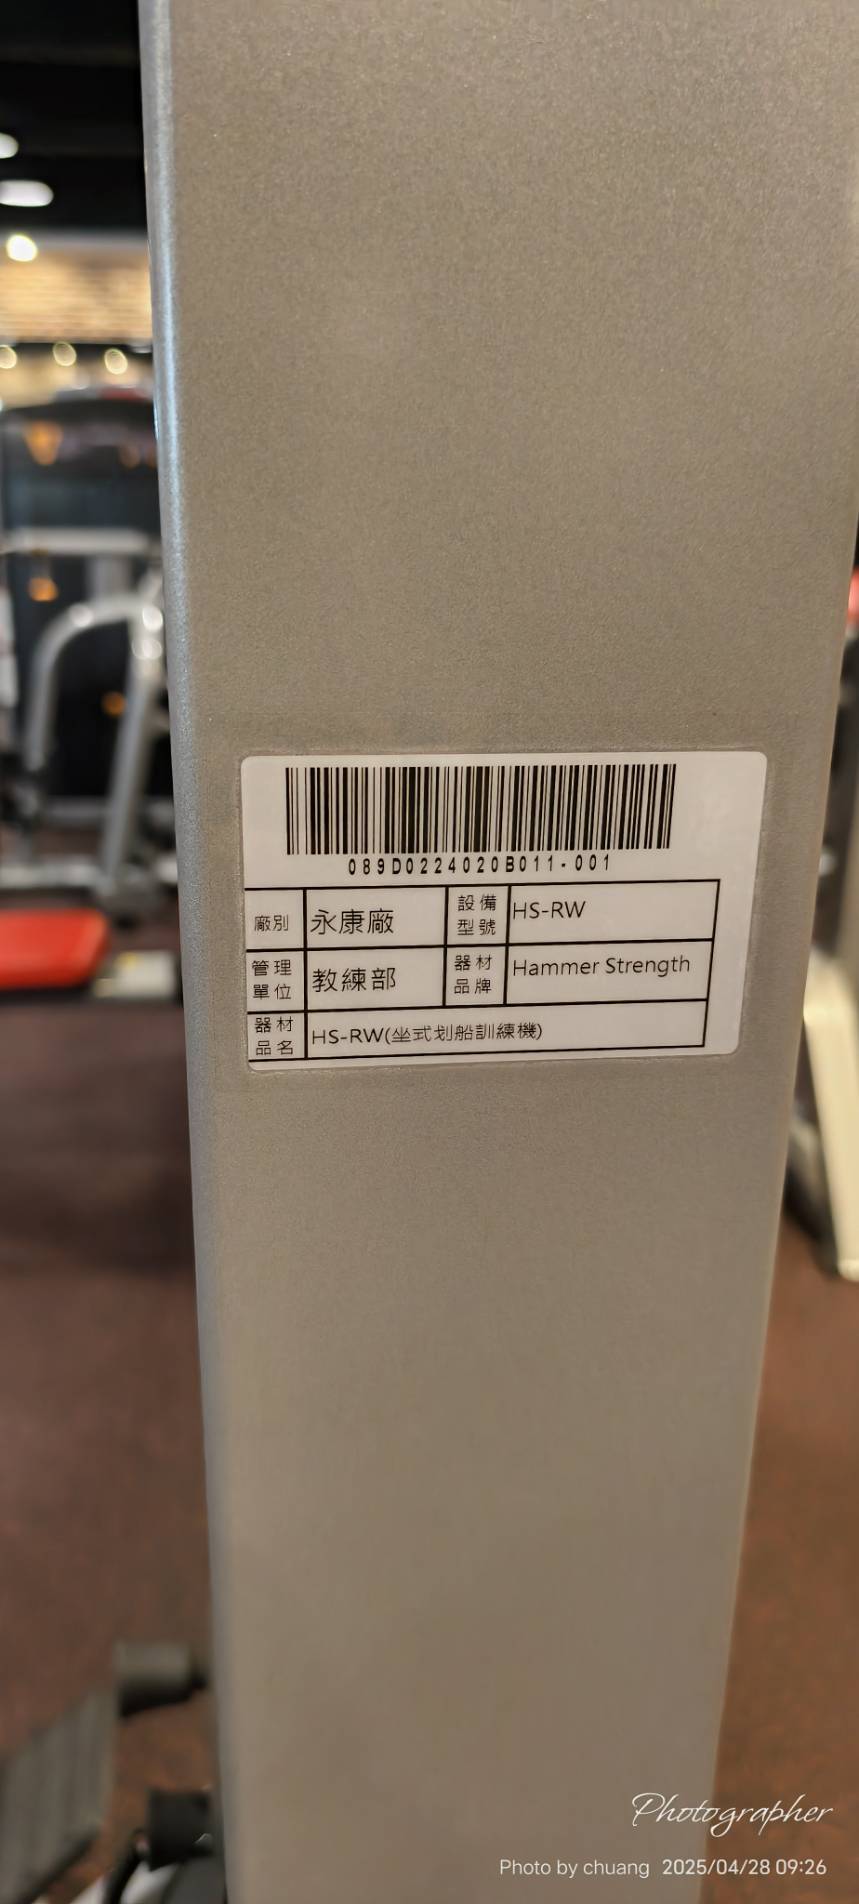 089D0224020B011-001
廠別 永康廠 設備型號 HS-RW
管理單位 教練部 器材品牌 Hammer Strength
器材品名 HS-RW(坐式划船訓練機)
Photographer
Photo by chuang 2025/04/28 09:26